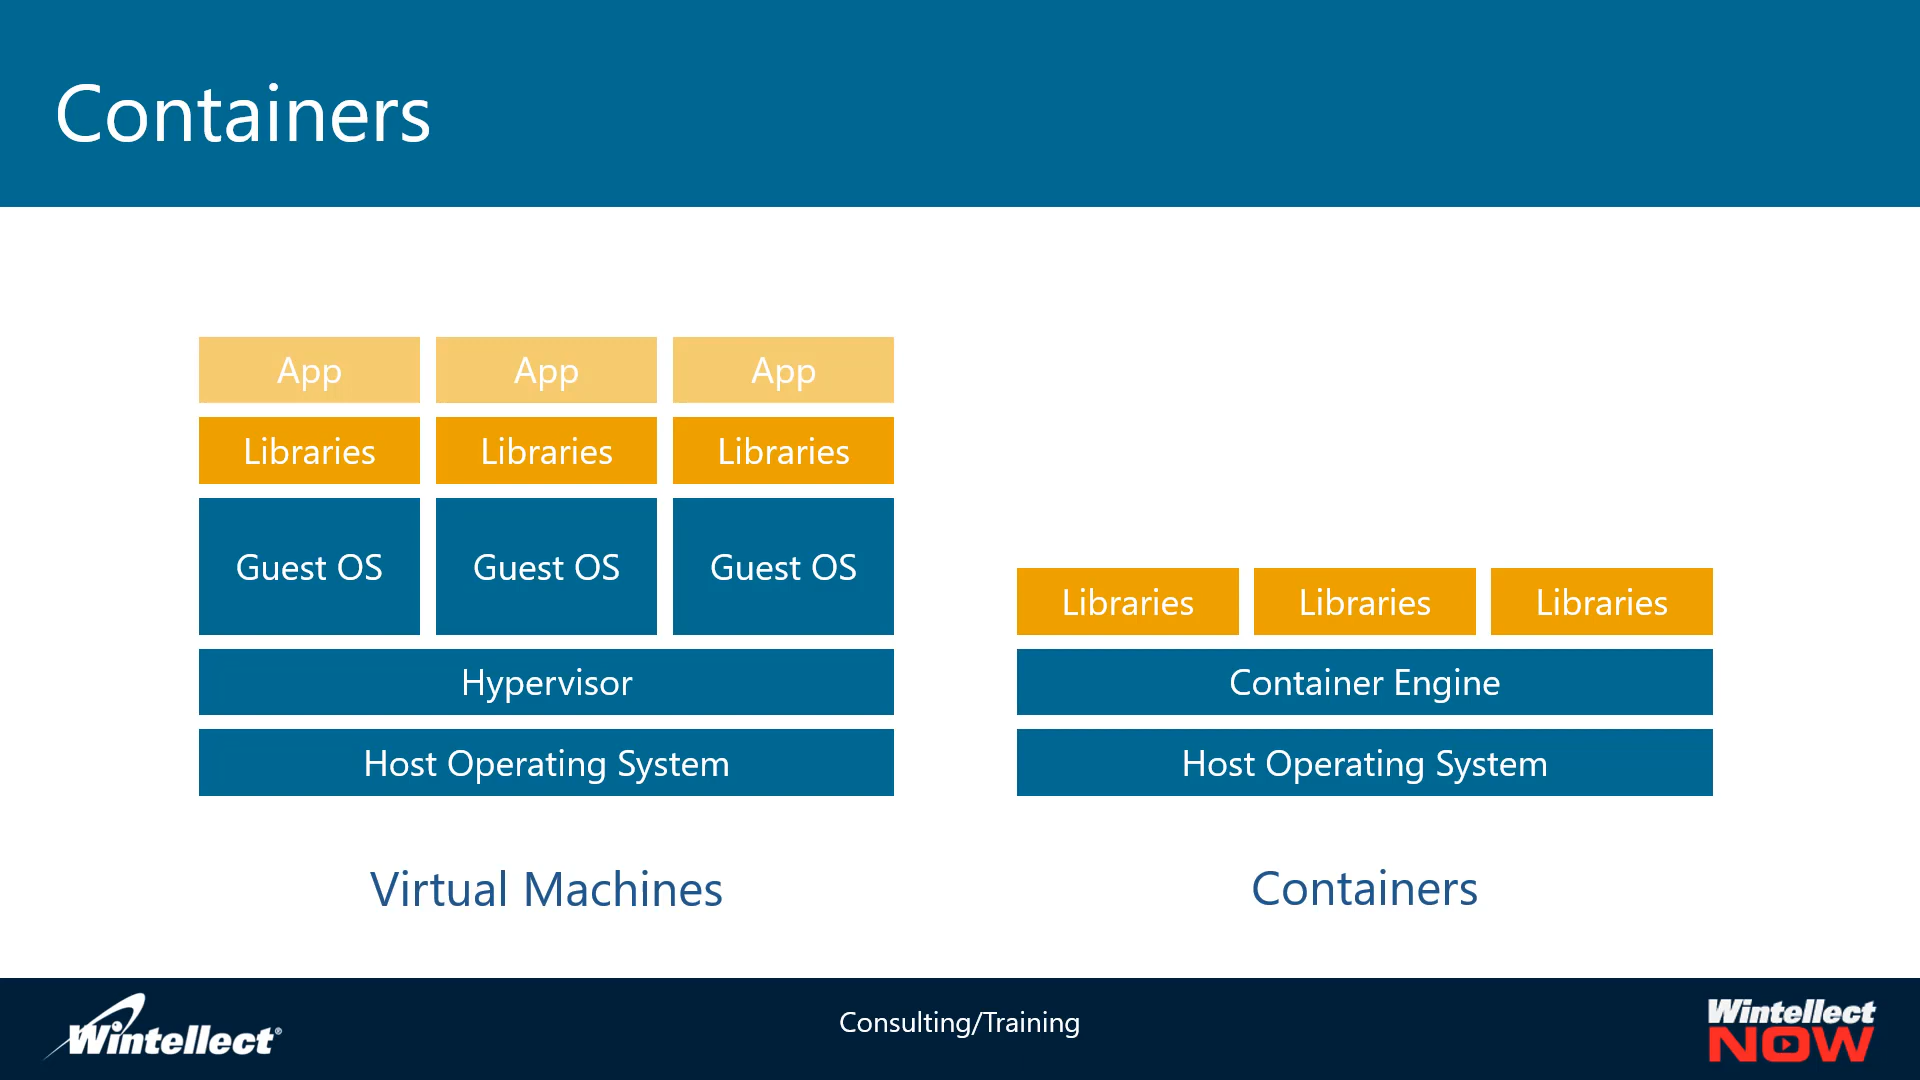 Containers
App App App
Libraries Libraries Libraries
Guest OS Guest OS Guest OS
Hypervisor
Host Operating System
Virtual Machines
Libraries Libraries Libraries
Container Engine
Host Operating System
Containers
Wintellect®
Consulting/Training
Wintellect
NOW